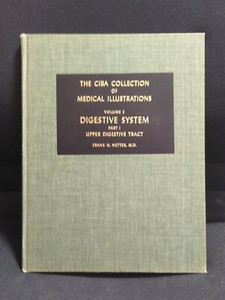 THE CIBA COLLECTION
OF
MEDICAL ILLUSTRATIONS
VOLUME 3
DIGESTIVE SYSTEM
PART I
UPPER DIGESTIVE TRACT
FRANK H. NETTER, M.D.